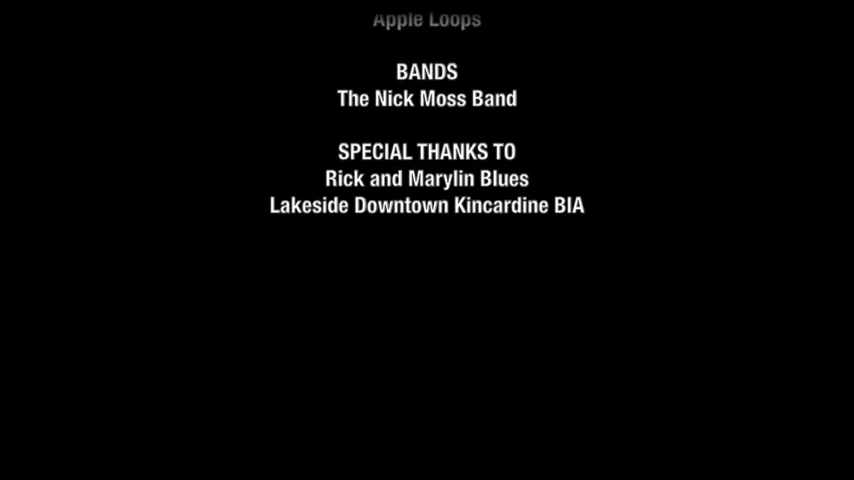 Apple Loops
BANDS
The Nick Moss Band
SPECIAL THANKS TO
Rick and Marylin Blues
Lakeside Downtown Kincardine BIA